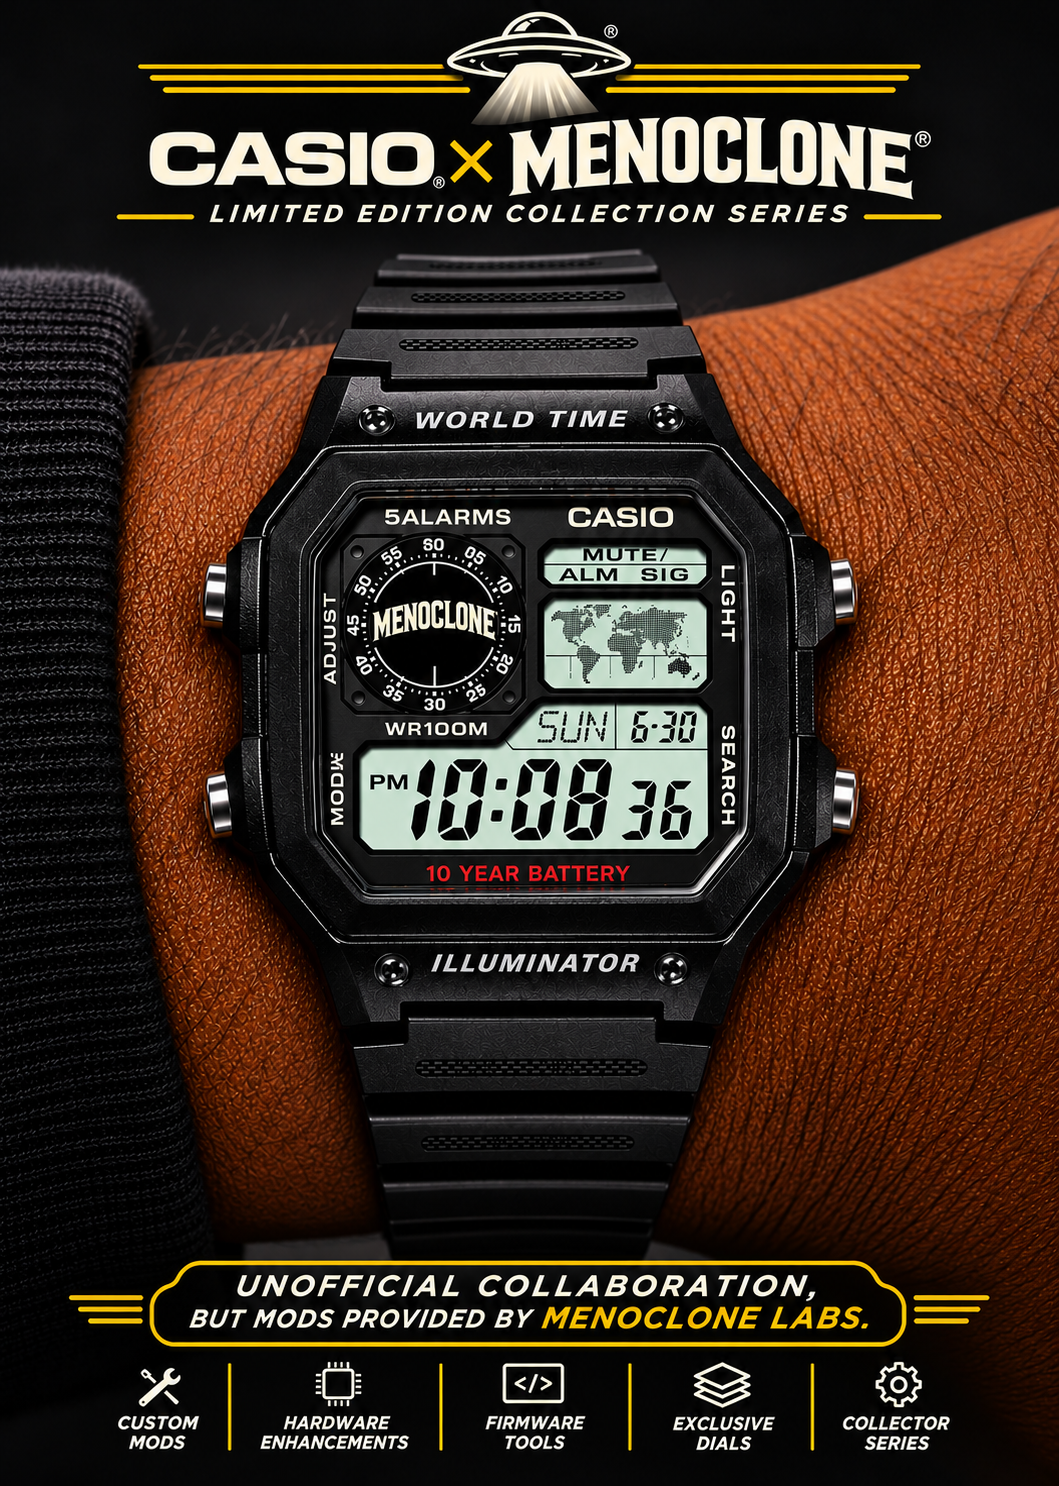 ®
CASIO® × MENOCLONE®
LIMITED EDITION COLLECTION SERIES
WORLD TIME
5ALARMS CASIO
MUTE/
ALM SIG
60 05 10 15 20 25 30 35 40 45 50 55
MENOCLONE
ADJUST
LIGHT
WR100M
SUN 6-30
MODE
SEARCH
PM 10:08 36
10 YEAR BATTERY
ILLUMINATOR
UNOFFICIAL COLLABORATION,
BUT MODS PROVIDED BY MENOCLONE LABS.
CUSTOM
MODS
HARDWARE
ENHANCEMENTS
FIRMWARE
TOOLS
</>
EXCLUSIVE
DIALS
COLLECTOR
SERIES